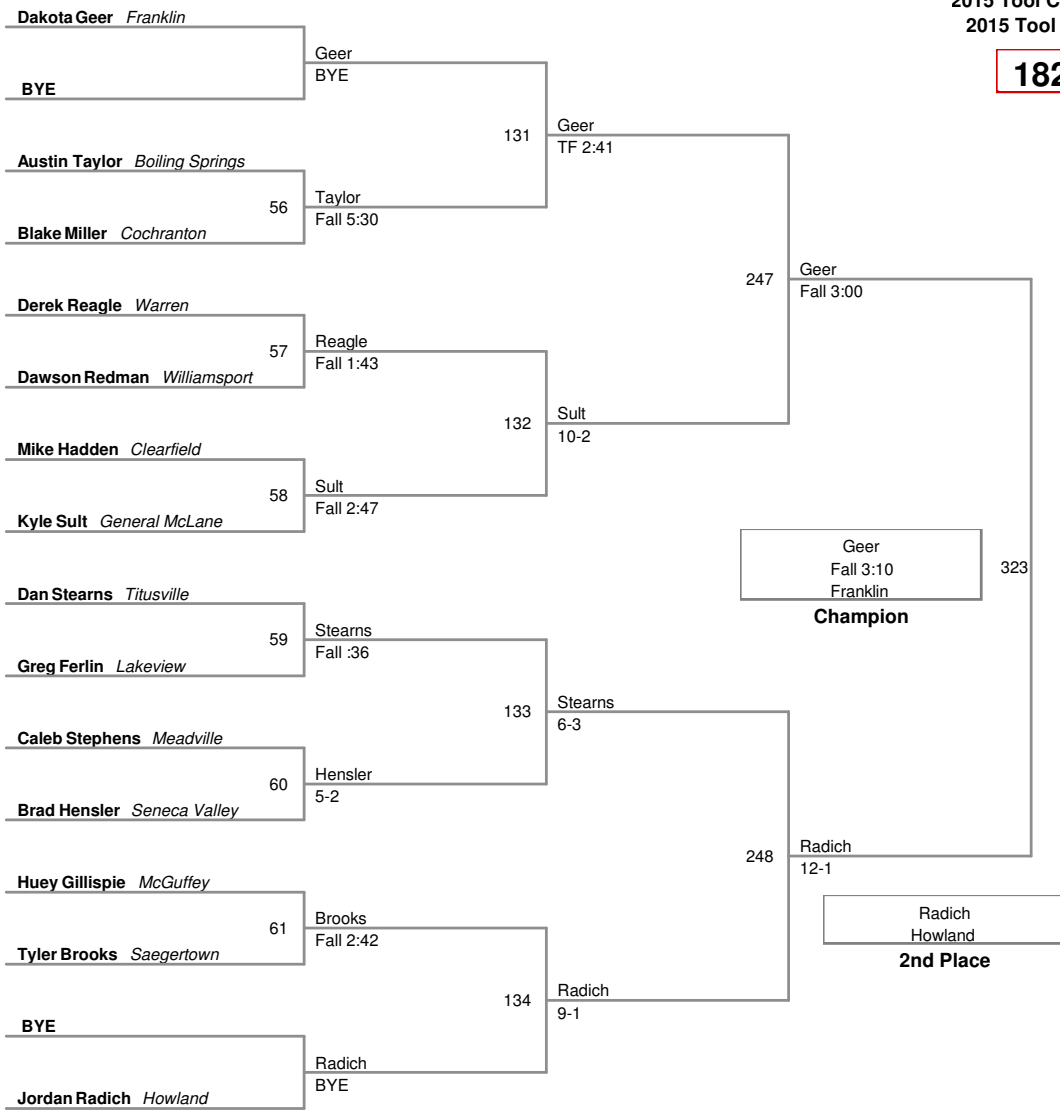 2015 Tool C
2015 Tool
182
Dakota Geer Franklin
Geer
BYE
BYE
131
Geer
TF 2:41
Austin Taylor Boiling Springs
56
Taylor
Fall 5:30
Blake Miller Cochranton
247
Geer
Fall 3:00
Derek Reagle Warren
57
Reagle
Fall 1:43
Dawson Redman Williamsport
132
Sult
10-2
Mike Hadden Clearfield
58
Sult
Fall 2:47
Kyle Sult General McLane
Geer
Fall 3:10
Franklin
Champion
323
Dan Stearns Titusville
59
Stearns
Fall :36
Greg Ferlin Lakeview
133
Stearns
6-3
Caleb Stephens Meadville
60
Hensler
5-2
Brad Hensler Seneca Valley
248
Radich
12-1
Huey Gillispie McGuffey
61
Brooks
Fall 2:42
Tyler Brooks Saegertown
Radich
Howland
2nd Place
134
Radich
9-1
BYE
Radich
BYE
Jordan Radich Howland